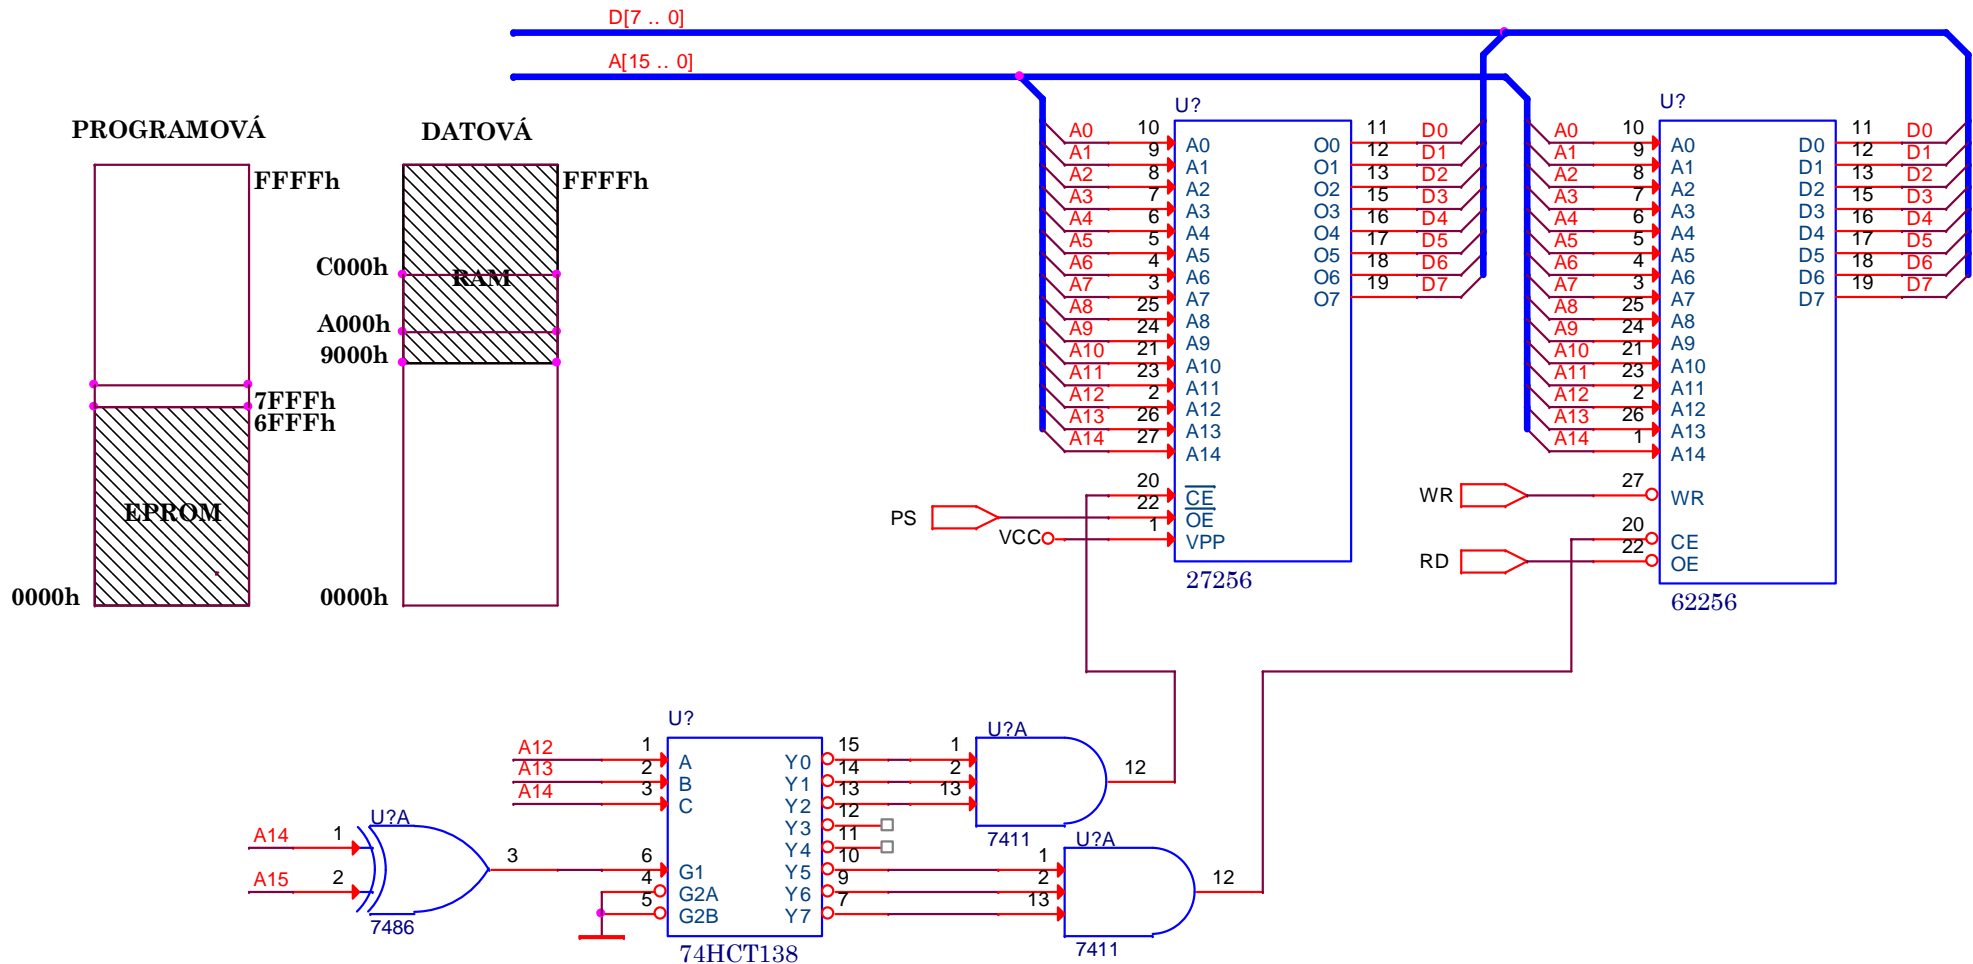 D[7 .. 0]
A[15 .. 0]
PROGRAMOVÁ
DATOVÁ
FFFFh
FFFFh
C000h
RAM
A000h
9000h
7FFFh
6FFFh
EPROM
0000h
0000h
U?
A0 10 A0 O0 11 D0
A1 9 A1 O1 12 D1
A2 8 A2 O2 13 D2
A3 7 A3 O3 15 D3
A4 6 A4 O4 16 D4
A5 5 A5 O5 17 D5
A6 4 A6 O6 18 D6
A7 3 A7 O7 19 D7
A8 25 A8
A9 24 A9
A10 21 A10
A11 23 A11
A12 2 A12
A13 26 A13
A14 27 A14
20 CE
PS 22 OE
VCC 1 VPP
27256
U?
A0 10 A0 D0 11 D0
A1 9 A1 D1 12 D1
A2 8 A2 D2 13 D2
A3 7 A3 D3 15 D3
A4 6 A4 D4 16 D4
A5 5 A5 D5 17 D5
A6 4 A6 D6 18 D6
A7 3 A7 D7 19 D7
A8 25 A8
A9 24 A9
A10 21 A10
A11 23 A11
A12 2 A12
A13 26 A13
A14 1 A14
WR 27 WR
20 CE
RD 22 OE
62256
U?A
A14 1
A15 2
3
7486
U?
A12 1 A Y0 15
A13 2 B Y1 14
A14 3 C Y2 13
Y3 12
Y4 11
6 G1 Y5 10
4 G2A Y6 9
5 G2B Y7 7
74HCT138
U?A
1
2 12
13
7411
U?A
1
2 12
13
7411